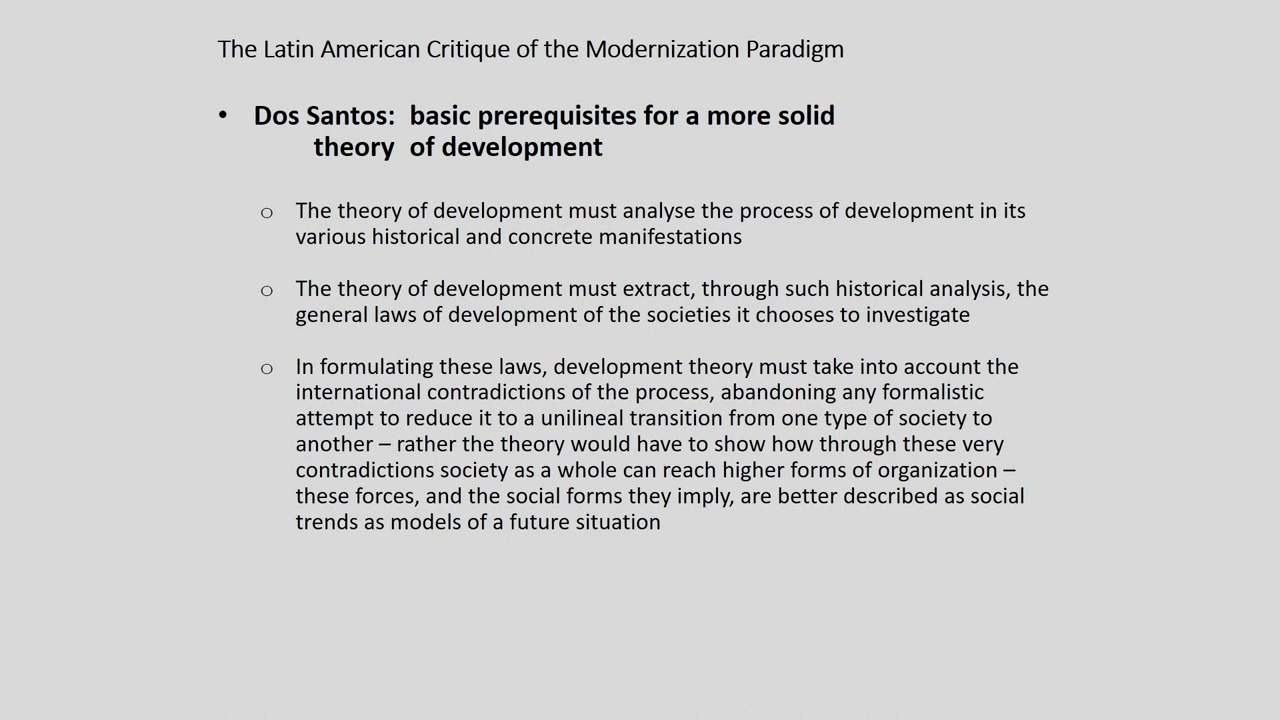 The Latin American Critique of the Modernization Paradigm
• Dos Santos: basic prerequisites for a more solid
theory of development
o The theory of development must analyse the process of development in its
various historical and concrete manifestations
o The theory of development must extract, through such historical analysis, the
general laws of development of the societies it chooses to investigate
o In formulating these laws, development theory must take into account the
international contradictions of the process, abandoning any formalistic
attempt to reduce it to a unilineal transition from one type of society to
another – rather the theory would have to show how through these very
contradictions society as a whole can reach higher forms of organization –
these forces, and the social forms they imply, are better described as social
trends as models of a future situation